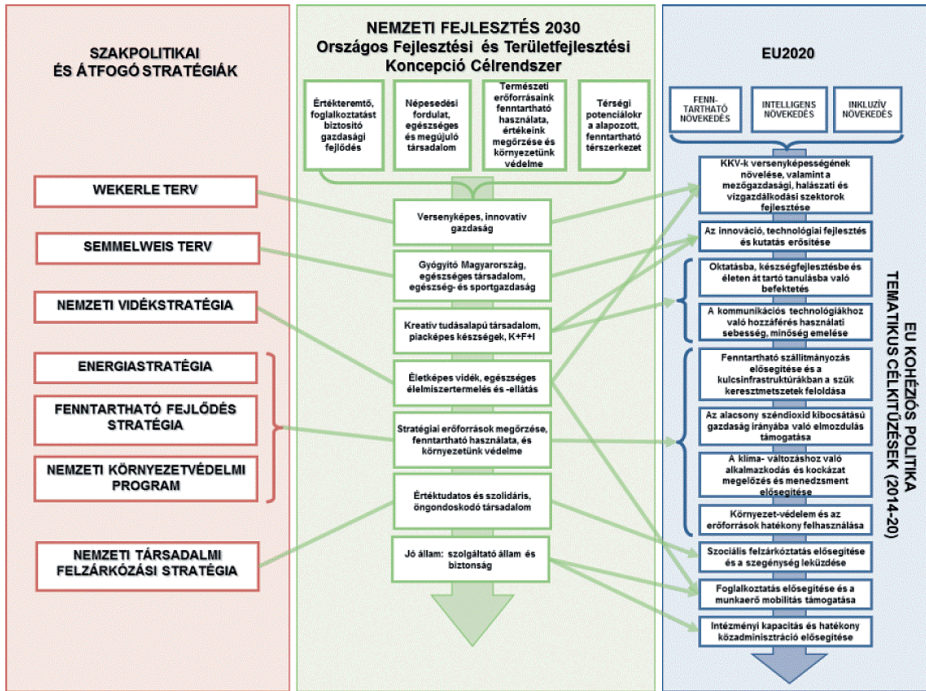 SZAKPOLITIKAI
ÉS ÁTFOGÓ STRATÉGIÁK
WEKERLE TERV
SEMMELWEIS TERV
NEMZETI VIDÉKSTRATÉGIA
ENERGIASTRATÉGIA
FENNTARTHATÓ FEJLŐDÉS
STRATÉGIA
NEMZETI KÖRNYEZETVÉDELMI
PROGRAM
NEMZETI TÁRSADALMI
FELZÁRKÓZÁSI STRATÉGIA
NEMZETI FEJLESZTÉS 2030
Országos Fejlesztési és Területfejlesztési
Koncepció Célrendszer
Értékteremtő,
foglalkoztatást
biztosító
gazdasági
fejlődés
Népesedési
fordulat,
egészséges
és megújuló
társadalom
Természeti
erőforrásaink
fenntartható
használata,
értékeink
megőrzése és
környezetünk
védelme
Térségi
potenciálokr
a alapozott,
fenntartható
térszerkezet
Versenyképes, innovatív
gazdaság
Gyógyító Magyarország,
egészséges társadalom,
egészség- és sportgazdaság
Kreatív tudásalapú társadalom,
piacképes készségek, K+F+I
Életképes vidék, egészséges
élelmiszertermelés és -ellátás
Stratégiai erőforrások megőrzése,
fenntartható használata, és
környezetünk védelme
Értéktudatos és szolidáris,
öngondoskodó társadalom
Jó állam: szolgáltató állam és
biztonság
EU2020
FENN-
TARTHATÓ
NÖVEKEDÉS
INTELLIGENS
NÖVEKEDÉS
INKLUZÍV
NÖVEKEDÉS
KKV-k versenyképességének
növelése, valamint a
mezőgazdasági, halászati és
vízgazdálkodási szektorok
fejlesztése
Az innováció, technológiai fejlesztés
és kutatás erősítése
Oktatásba, készségfejlesztésbe és
életen át tartó tanulásba való
befektetés
A kommunikációs technológiákhoz
való hozzáférés használati
sebesség, minőség emelése
Fenntartható szállítmányozás
elősegítése és a
kulcsinfrastruktúrákban a szűk
keresztmetszetek feloldása
Az alacsony széndioxid kibocsátású
gazdaság irányába való elmozdulás
támogatása
A klíma- változáshoz való
alkalmazkodás és kockázat
megelőzés és menedzsment
elősegítése
Környezet-védelem és az
erőforrások hatékony felhasználása
Szociális felzárkóztatás elősegítése
és a szegénység leküzdése
Foglalkoztatás elősegítése és a
munkaerő mobilitás támogatása
Intézményi kapacitás és hatékony
közadminisztráció elősegítése
EU KOHÉZIÓS POLITIKA
TEMATIKUS CÉLKITŰZÉSEK (2014-20)